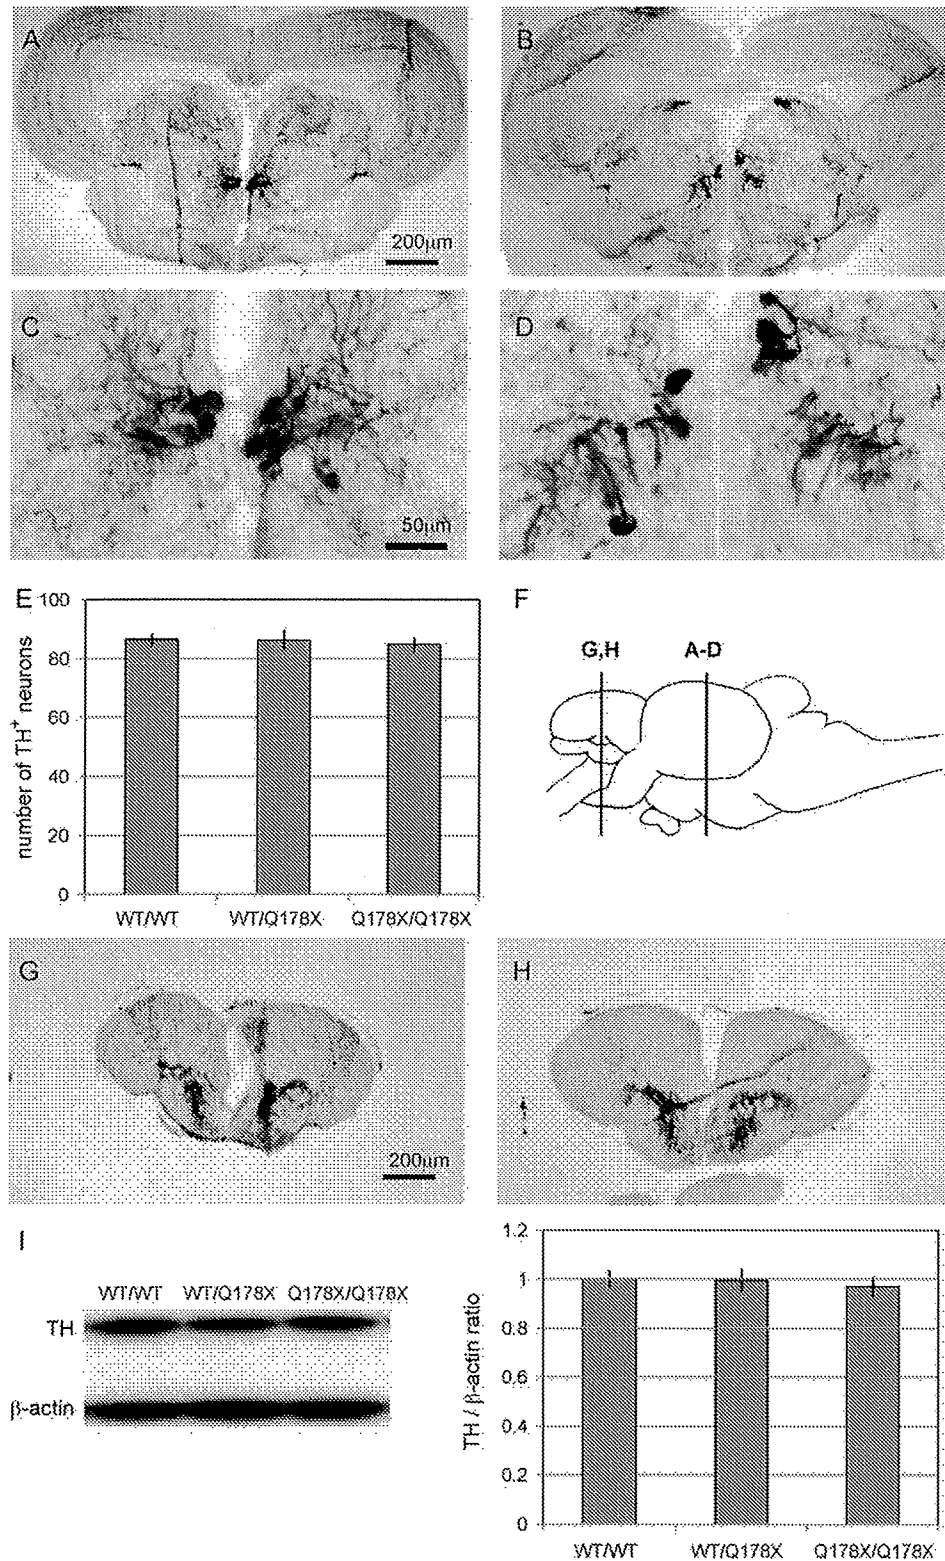 A
B
200μm
C
D
50μm
E
100
80
60
40
20
0
number of TH+ neurons
WT/WT WT/Q178X Q178X/Q178X
F
G,H A-D
G
H
200μm
I
WT/WT WT/Q178X Q178X/Q178X
TH
β-actin
1.2
1
0.8
0.6
0.4
0.2
0
TH / β-actin ratio
WT/WT WT/Q178X Q178X/Q178X